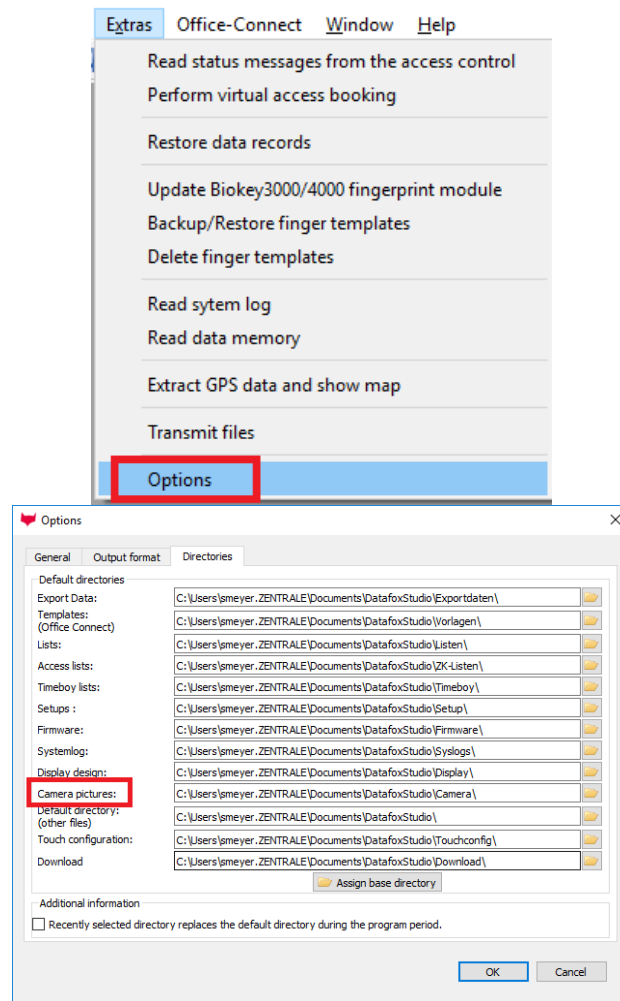 Extras Office-Connect Window Help
Read status messages from the access control
Perform virtual access booking
Restore data records
Update Biokey3000/4000 fingerprint module
Backup/Restore finger templates
Delete finger templates
Read sytem log
Read data memory
Extract GPS data and show map
Transmit files
Options
Options
General Output format Directories
Default directories
Export Data: C:\Users\smeyer.ZENTRALE\Documents\DatafoxStudio\Exportdaten\
Templates:
(Office Connect) C:\Users\smeyer.ZENTRALE\Documents\DatafoxStudio\Vorlagen\
Lists: C:\Users\smeyer.ZENTRALE\Documents\DatafoxStudio\Listen\
Access lists: C:\Users\smeyer.ZENTRALE\Documents\DatafoxStudio\ZK-Listen\
Timeboy lists: C:\Users\smeyer.ZENTRALE\Documents\DatafoxStudio\Timeboy\
Setups : C:\Users\smeyer.ZENTRALE\Documents\DatafoxStudio\Setup\
Firmware: C:\Users\smeyer.ZENTRALE\Documents\DatafoxStudio\Firmware\
Systemlog: C:\Users\smeyer.ZENTRALE\Documents\DatafoxStudio\Syslogs\
Display design: C:\Users\smeyer.ZENTRALE\Documents\DatafoxStudio\Display\
Camera pictures: C:\Users\smeyer.ZENTRALE\Documents\DatafoxStudio\Camera\
Default directory:
(other files) C:\Users\smeyer.ZENTRALE\Documents\DatafoxStudio\
Touch configuration: C:\Users\smeyer.ZENTRALE\Documents\DatafoxStudio\Touchconfig\
Download C:\Users\smeyer.ZENTRALE\Documents\DatafoxStudio\Download\
Assign base directory
Additional information
Recently selected directory replaces the default directory during the program period.
OK Cancel